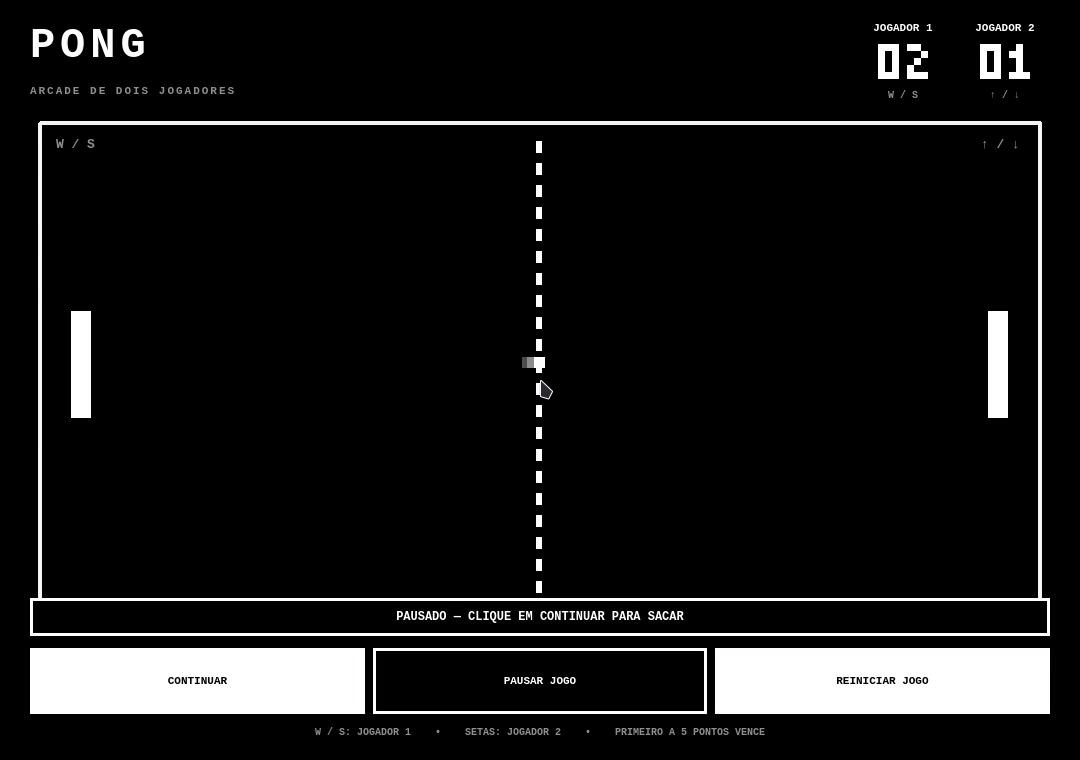 PONG
ARCADE DE DOIS JOGADORES
JOGADOR 1
02
W / S
JOGADOR 2
01
↑ / ↓
W / S
↑ / ↓
PAUSADO — CLIQUE EM CONTINUAR PARA SACAR
CONTINUAR
PAUSAR JOGO
REINICIAR JOGO
W / S: JOGADOR 1 • SETAS: JOGADOR 2 • PRIMEIRO A 5 PONTOS VENCE